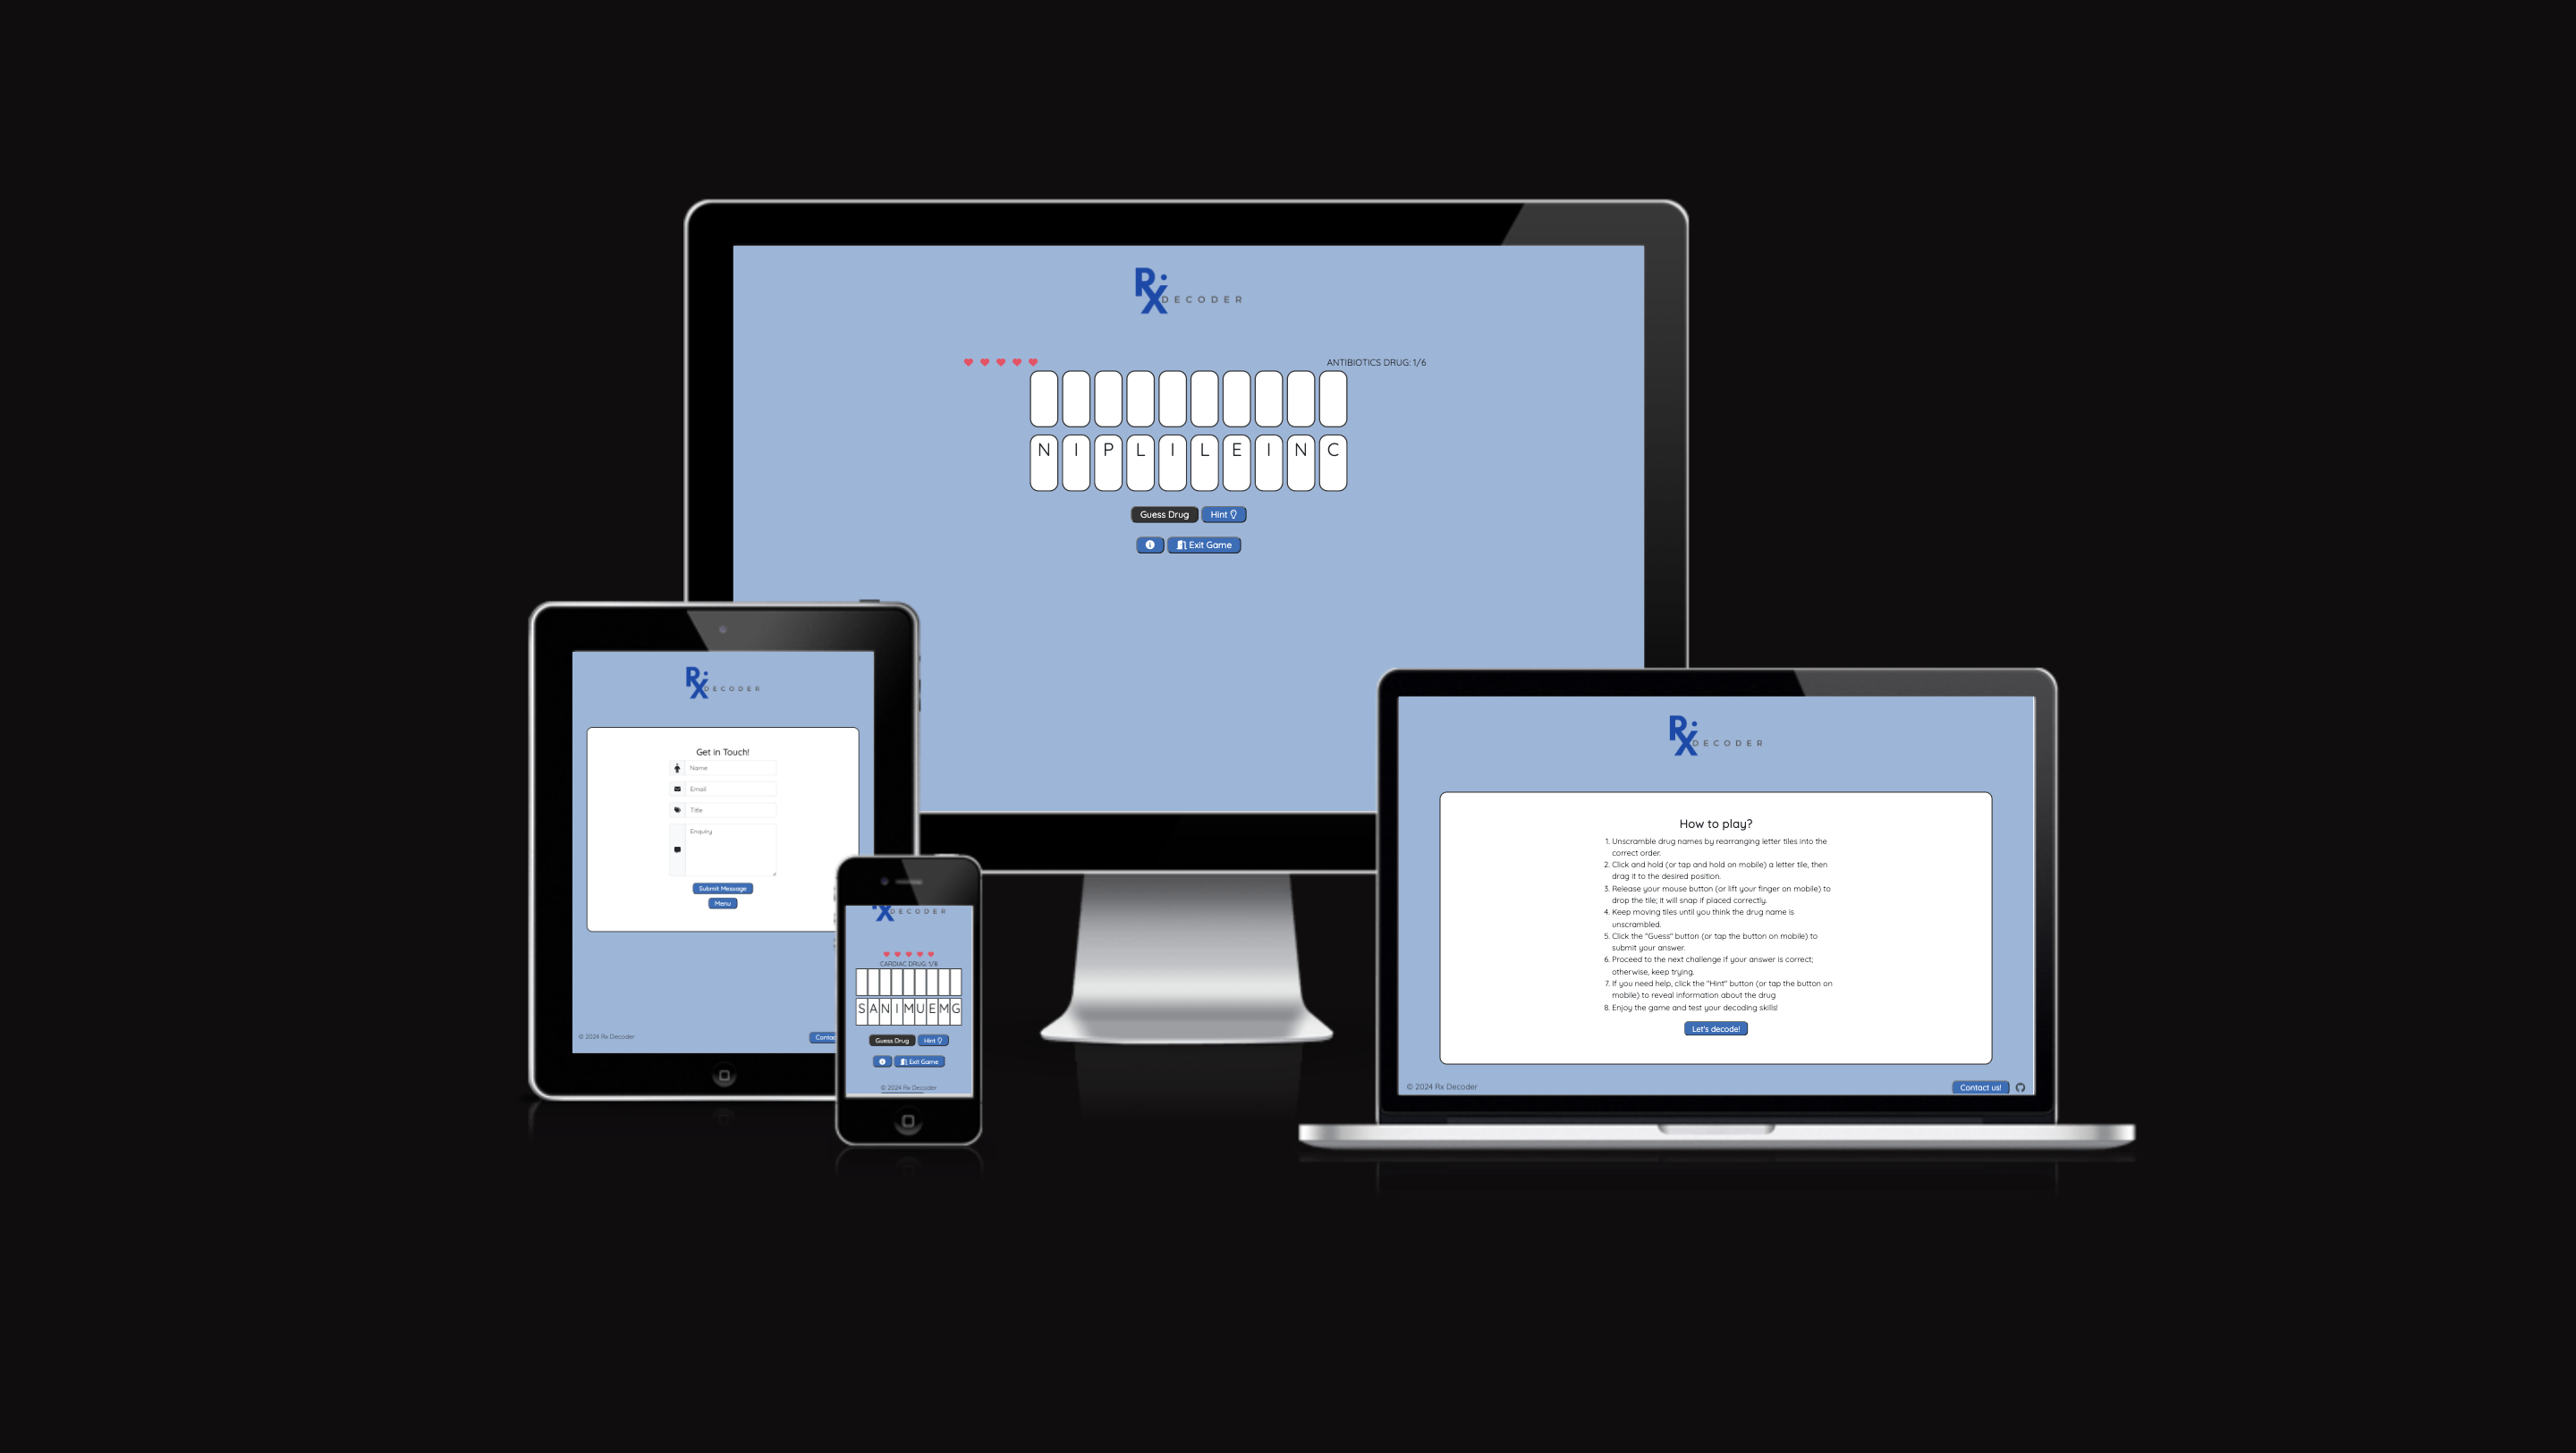 Rx DECODER
ANTIBIOTICS DRUG: 1/6
N I P L I L E I N C
Guess Drug Hint
Exit Game
Rx DECODER
Get in Touch!
Name
Email
Title
Enquiry
Submit Message
Menu
© 2024 Rx Decoder
X DECODER
CARDIAC DRUG: 1/8
S A N I M U E M G
Guess Drug Hint
Exit Game
© 2024 Rx Decoder
Rx DECODER
How to play?
1. Unscramble drug names by rearranging letter tiles into the
correct order.
2. Click and hold (or tap and hold on mobile) a letter tile, then
drag it to the desired position.
3. Release your mouse button (or lift your finger on mobile) to
drop the tile; it will snap if placed correctly.
4. Keep moving tiles until you think the drug name is
unscrambled.
5. Click the "Guess" button (or tap the button on mobile) to
submit your answer.
6. Proceed to the next challenge if your answer is correct;
otherwise, keep trying.
7. If you need help, click the "Hint" button (or tap the button on
mobile) to reveal information about the drug
8. Enjoy the game and test your decoding skills!
Let's decode!
© 2024 Rx Decoder
Contact us!